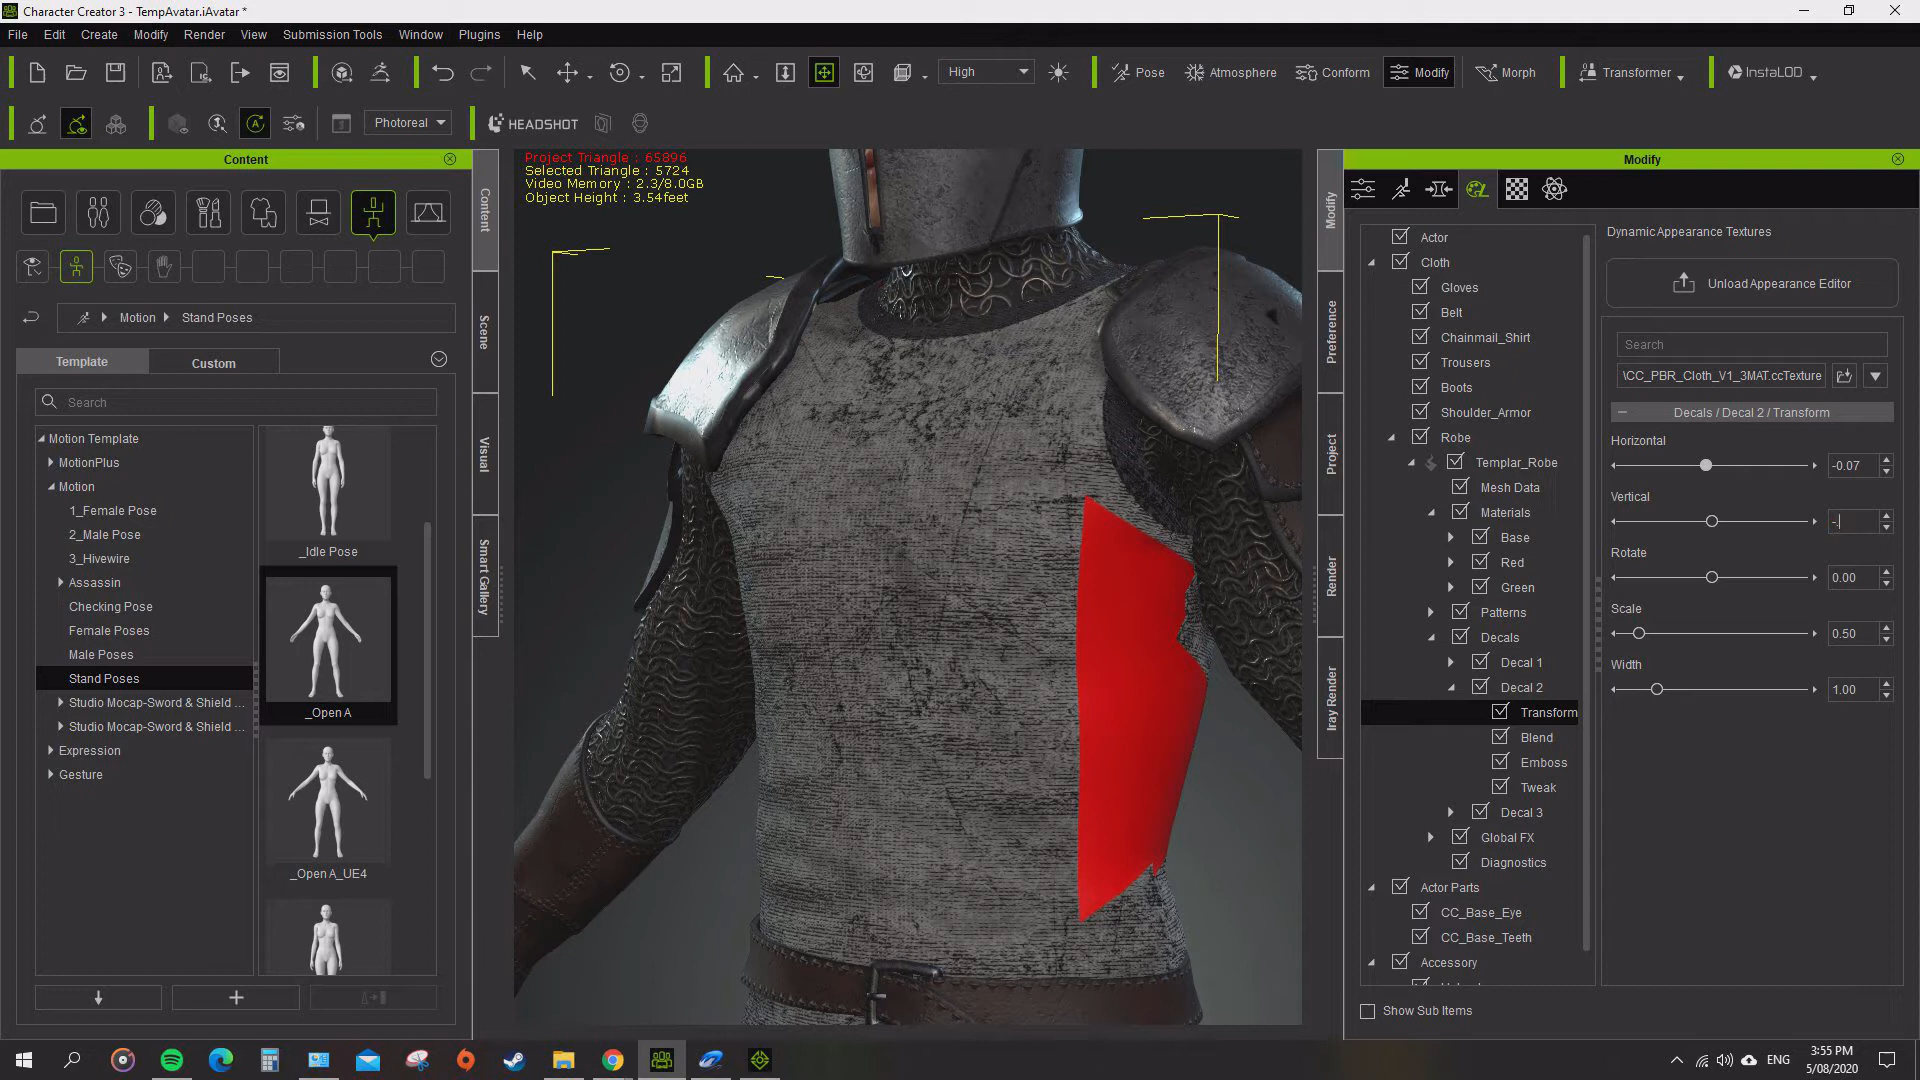 Character Creator 3 - TempAvatar.iAvatar *
File Edit Create Modify Render View Submission Tools Window Plugins Help
High
Pose
Atmosphere
Conform
Modify
Morph
Transformer
InstaLOD
Photoreal
HEADSHOT
Content
Motion
Stand Poses
Template
Custom
Search
Motion Template
MotionPlus
Motion
1_Female Pose
2_Male Pose
3_Hivewire
Assassin
Checking Pose
Female Poses
Male Poses
Stand Poses
Studio Mocap-Sword & Shield ...
Studio Mocap-Sword & Shield ...
Expression
Gesture
_Idle Pose
_Open A
_Open A_UE4
Content
Scene
Visual
Smart Gallery
Project Triangle : 65896
Selected Triangle : 5724
Video Memory : 2.3/8.0GB
Object Height : 3.54feet
Modify
Preference
Project
Render
Iray Render
Modify
Actor
Cloth
Gloves
Belt
Chainmail_Shirt
Trousers
Boots
Shoulder_Armor
Robe
Templar_Robe
Mesh Data
Materials
Base
Red
Green
Patterns
Decals
Decal 1
Decal 2
Transform
Blend
Emboss
Tweak
Decal 3
Global FX
Diagnostics
Actor Parts
CC_Base_Eye
CC_Base_Teeth
Accessory
Show Sub Items
Dynamic Appearance Textures
Unload Appearance Editor
Search
\CC_PBR_Cloth_V1_3MAT.ccTexture
Decals / Decal 2 / Transform
Horizontal
-0.07
Vertical
-.
Rotate
0.00
Scale
0.50
Width
1.00
ENG
3:55 PM
5/08/2020